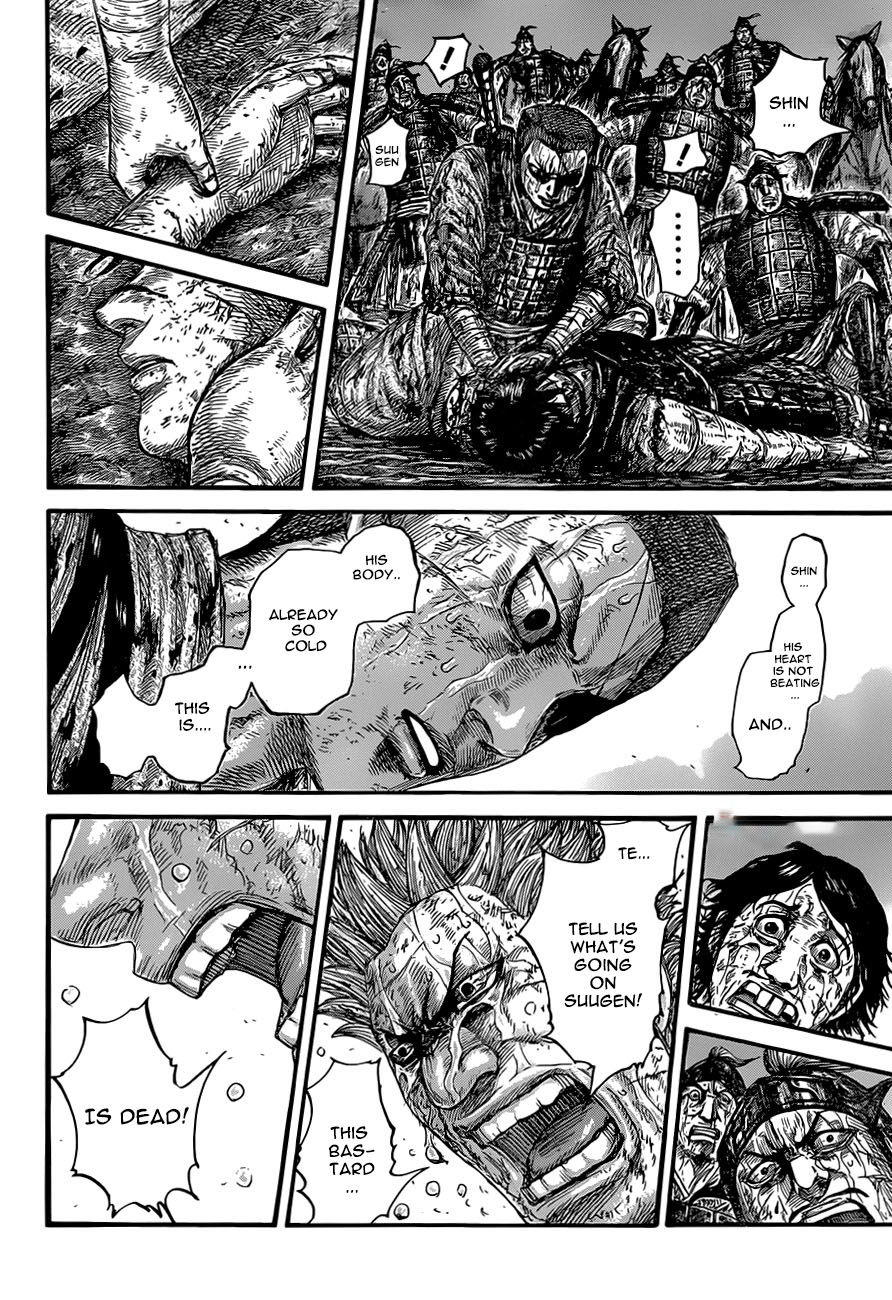 SHIN
...
!
!
SUU
GEN
......
SHIN
...
HIS
HEART
IS NOT
BEATING
...
AND..
HIS
BODY..
ALREADY
SO
COLD
...
THIS
IS....
TE...
TELL US
WHAT'S
GOING
ON
SUUGEN!
THIS
BAS-
TARD
...
IS DEAD!